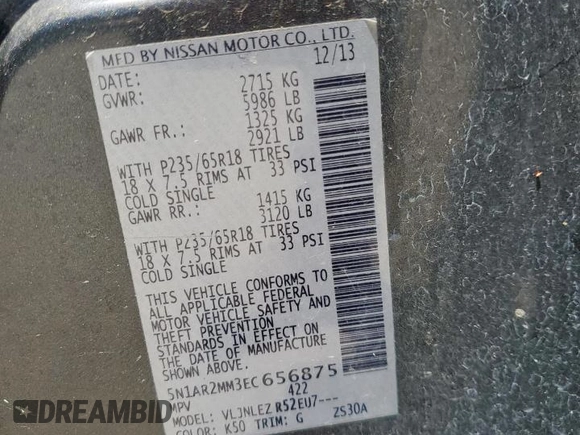 MFD BY NISSAN MOTOR CO., LTD.
DATE: 12/13
GVWR: 2715 KG
5986 LB
GAWR FR.: 1325 KG
2921 LB
WITH P235/65R18 TIRES
18 X 7.5 RIMS AT 33 PSI
COLD SINGLE
GAWR RR.: 1415 KG
3120 LB
WITH P235/65R18 TIRES
18 X 7.5 RIMS AT 33 PSI
COLD SINGLE
THIS VEHICLE CONFORMS TO
ALL APPLICABLE FEDERAL
MOTOR VEHICLE SAFETY AND
THEFT PREVENTION
STANDARDS IN EFFECT ON
THE DATE OF MANUFACTURE
5N1AR2MM3EC656875
MPV 422
MODEL: VLJNLEZ R52EU7---
COLOR: K50 TRIM: G ZS30A